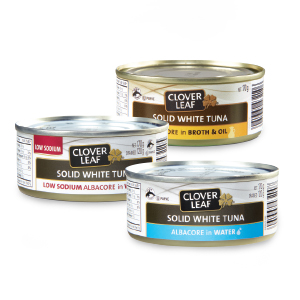 CLOVER
LEAF
SOLID WHITE TUNA
ORE in BROTH & OIL
LOW SODIUM
CLOVER
LEAF
SOLID WHITE TUN
LOW SODIUM ALBACORE in
CLOVER
LEAF
SOLID WHITE TUNA
ALBACORE in WATER